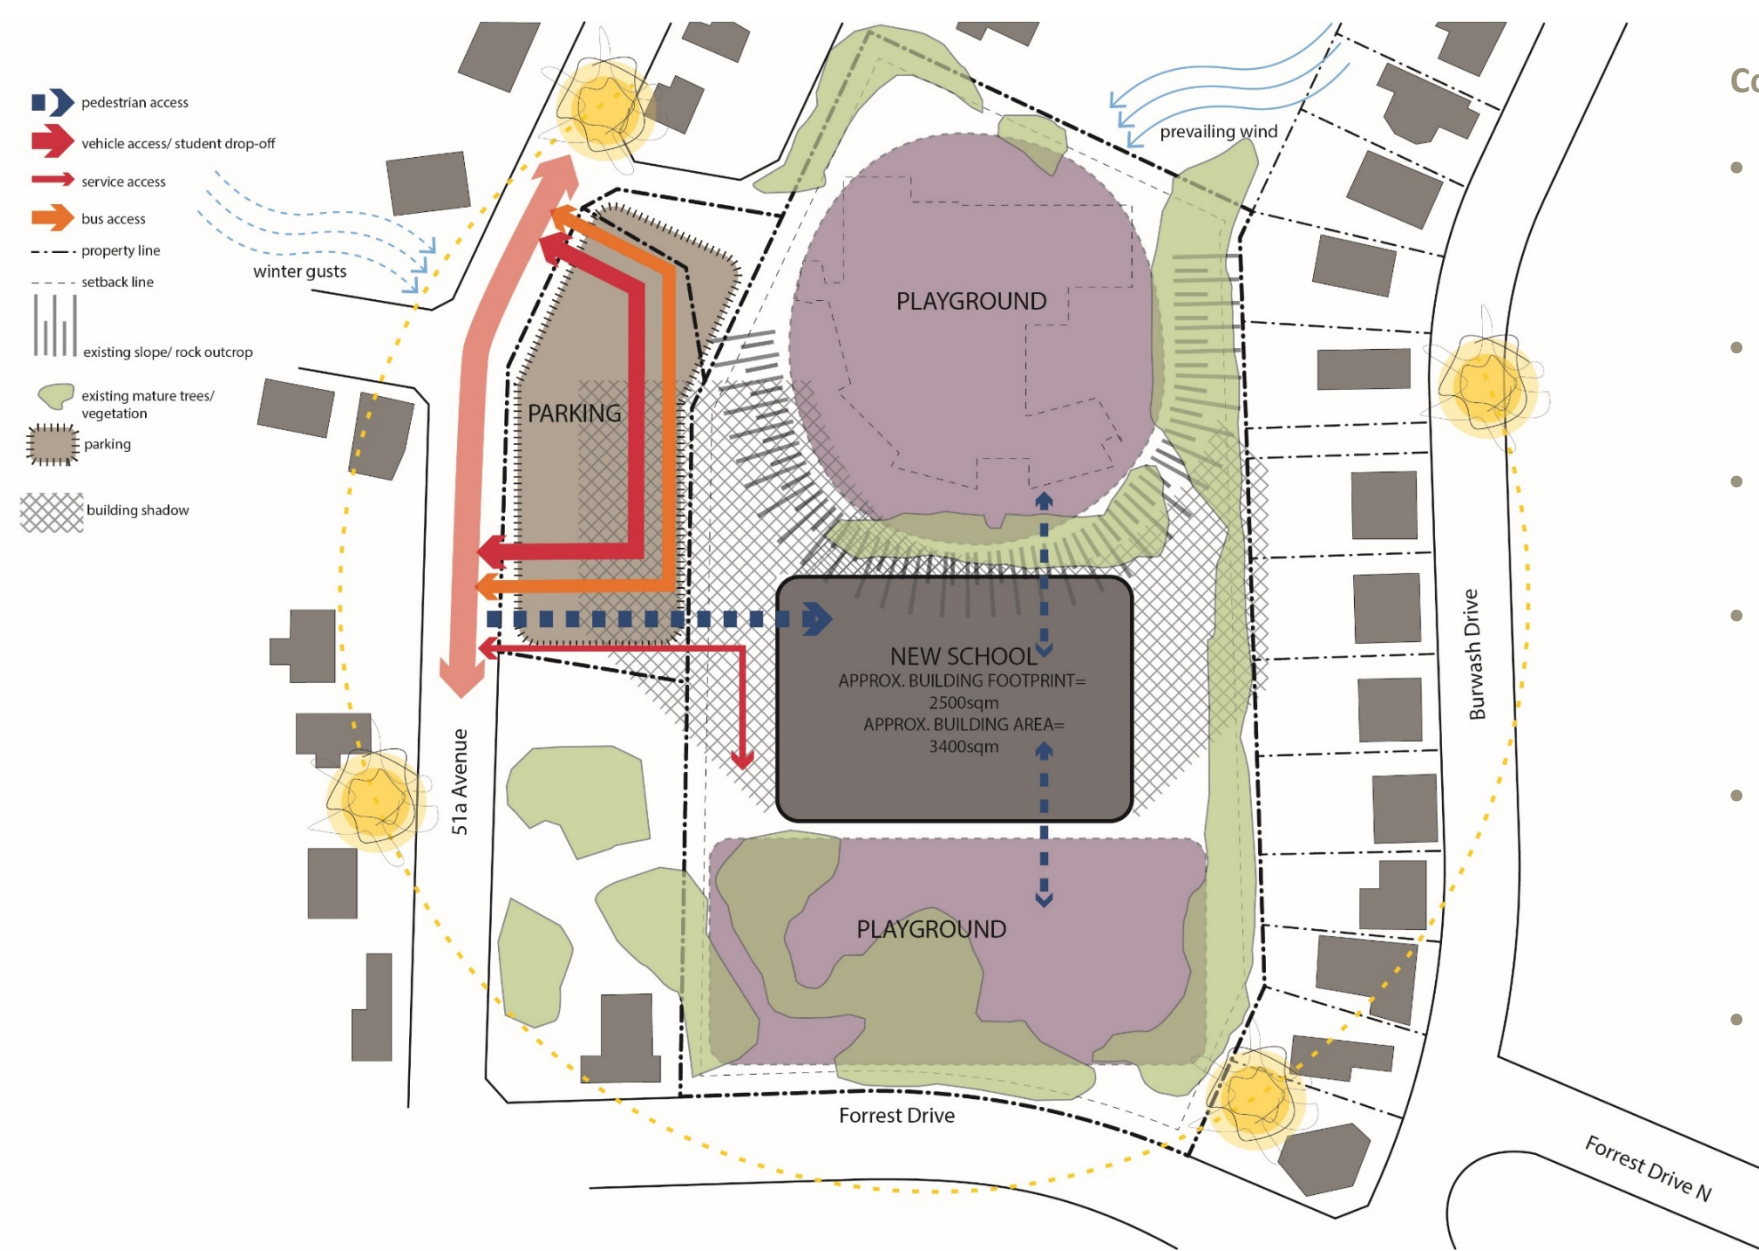 pedestrian access
vehicle access/ student drop-off
service access
bus access
property line
setback line
existing slope/ rock outcrop
existing mature trees/
vegetation
parking
building shadow
winter gusts
prevailing wind
PLAYGROUND
PARKING
NEW SCHOOL
APPROX. BUILDING FOOTPRINT=
2500sqm
APPROX. BUILDING AREA=
3400sqm
PLAYGROUND
51a Avenue
Burwash Drive
Forrest Drive
Forrest Drive N
Co